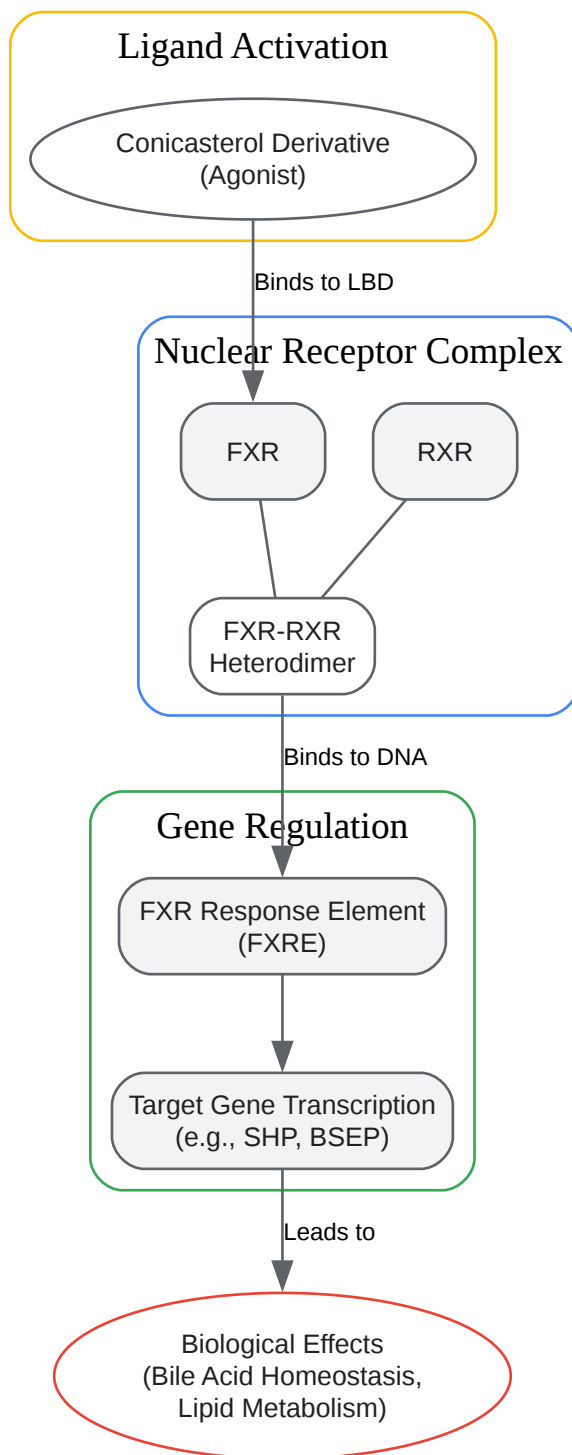 Ligand Activation
Conicasterol Derivative
(Agonist)
Binds to LBD
Nuclear Receptor Complex
FXR
RXR
FXR-RXR
Heterodimer
Binds to DNA
Gene Regulation
FXR Response Element
(FXRE)
Target Gene Transcription
(e.g., SHP, BSEP)
Leads to
Biological Effects
(Bile Acid Homeostasis,
Lipid Metabolism)